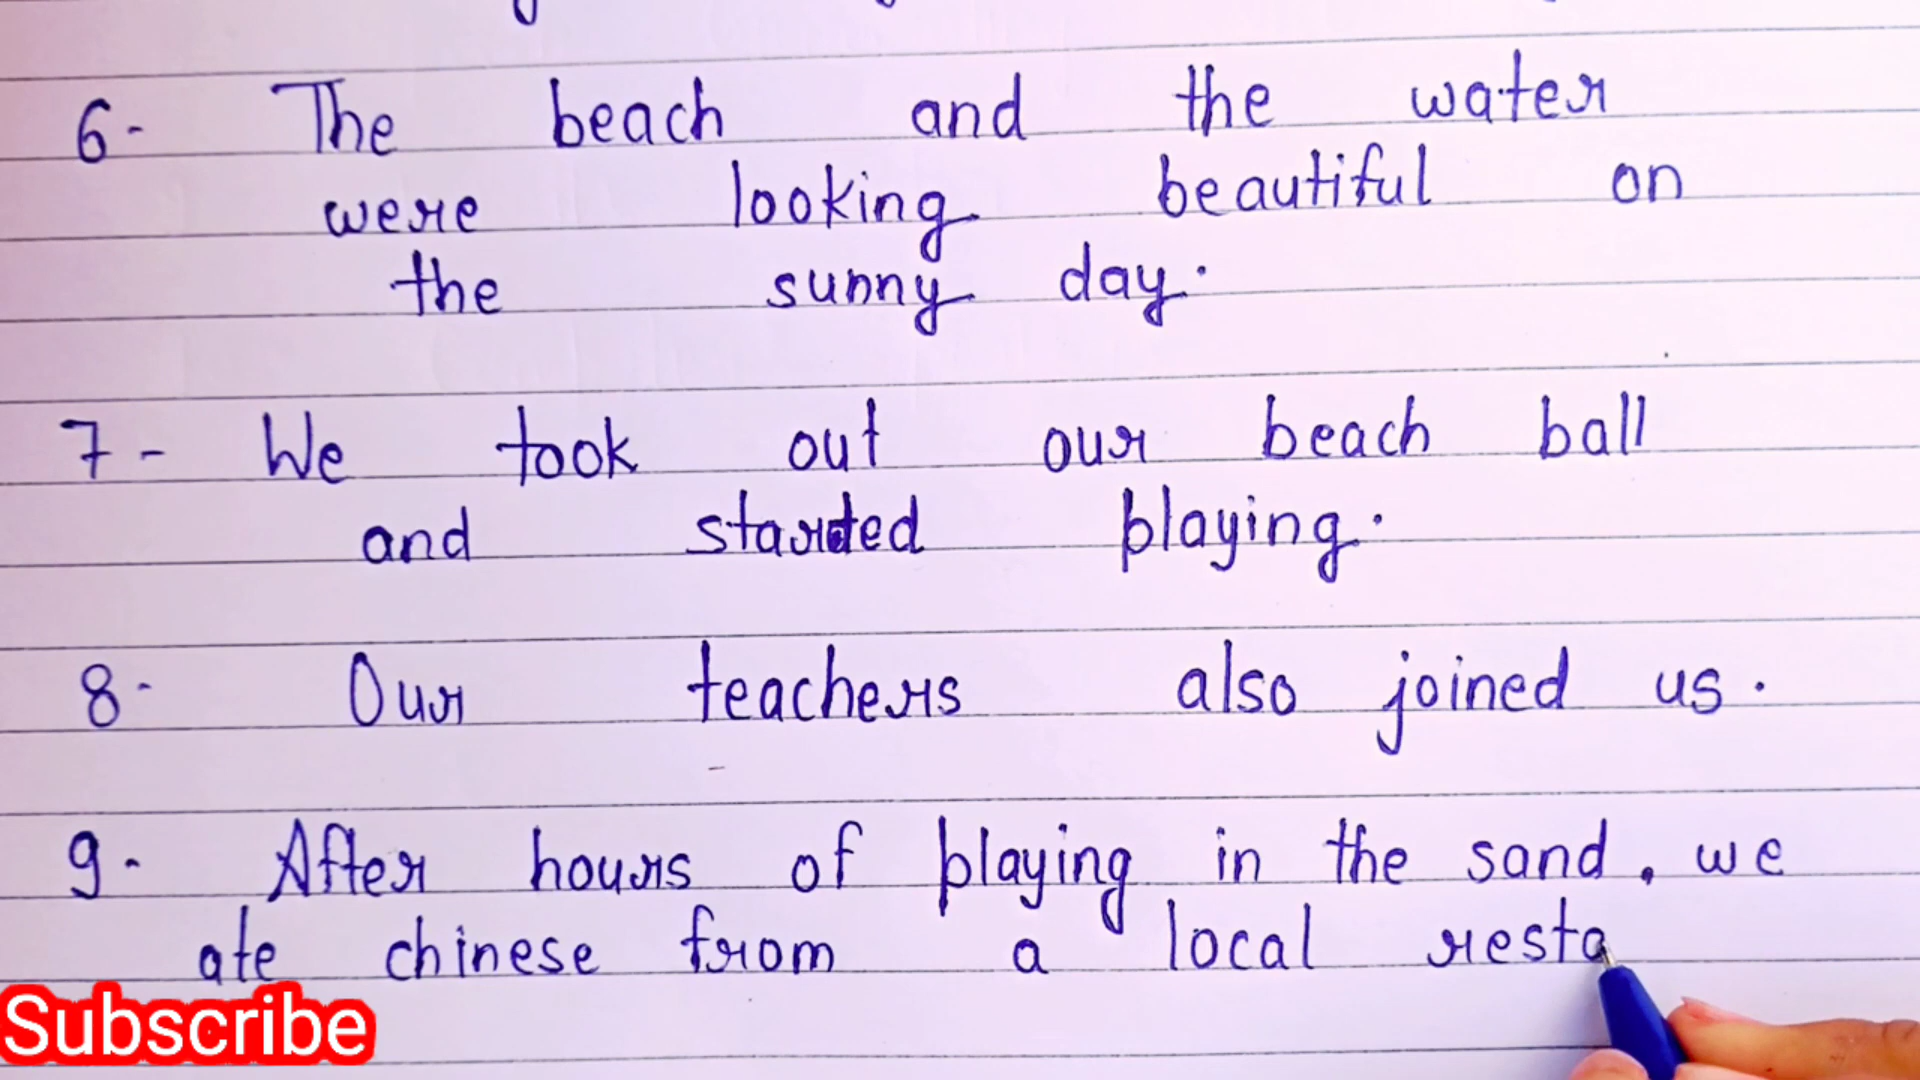 6- The beach and the water
were looking beautiful on
the sunny day.
7- We took out our beach ball
and started playing.
8- Our teachers also joined us.
9- After hours of playing in the sand, we
ate chinese from a local resta
Subscribe